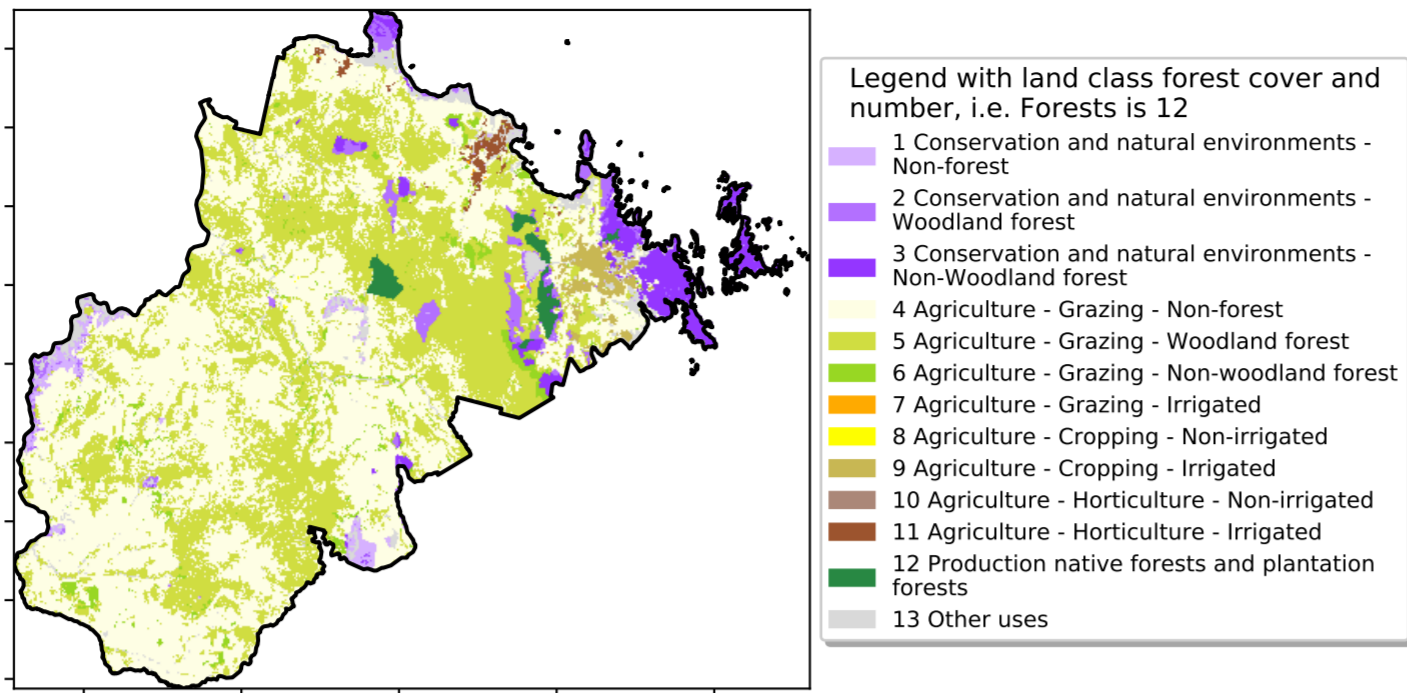 Legend with land class forest cover and
number, i.e. Forests is 12
1 Conservation and natural environments -
Non-forest
2 Conservation and natural environments -
Woodland forest
3 Conservation and natural environments -
Non-Woodland forest
4 Agriculture - Grazing - Non-forest
5 Agriculture - Grazing - Woodland forest
6 Agriculture - Grazing - Non-woodland forest
7 Agriculture - Grazing - Irrigated
8 Agriculture - Cropping - Non-irrigated
9 Agriculture - Cropping - Irrigated
10 Agriculture - Horticulture - Non-irrigated
11 Agriculture - Horticulture - Irrigated
12 Production native forests and plantation
forests
13 Other uses